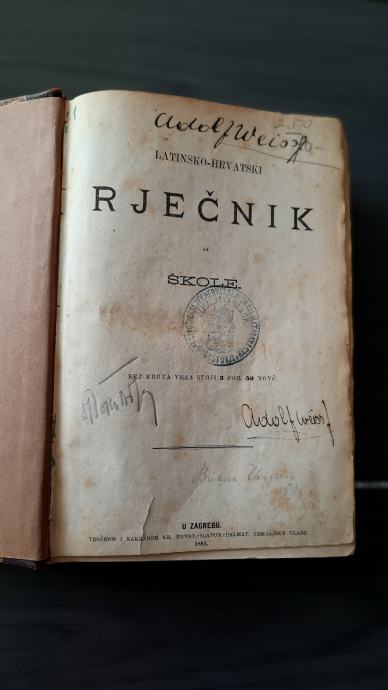 Adolf Weiss
LATINSKO-HRVATSKI
RJEČNIK
ZA
ŠKOLE.
BEZ KRUTA VEZA STOJI 3 FOR. 50 NOVČ.
Adolf Weiss
U ZAGREBU.
TROŠKOM I NAKLADOM KR. HRVAT.-SLAVON.-DALMAT. ZEMALJSKE VLADE
1881.